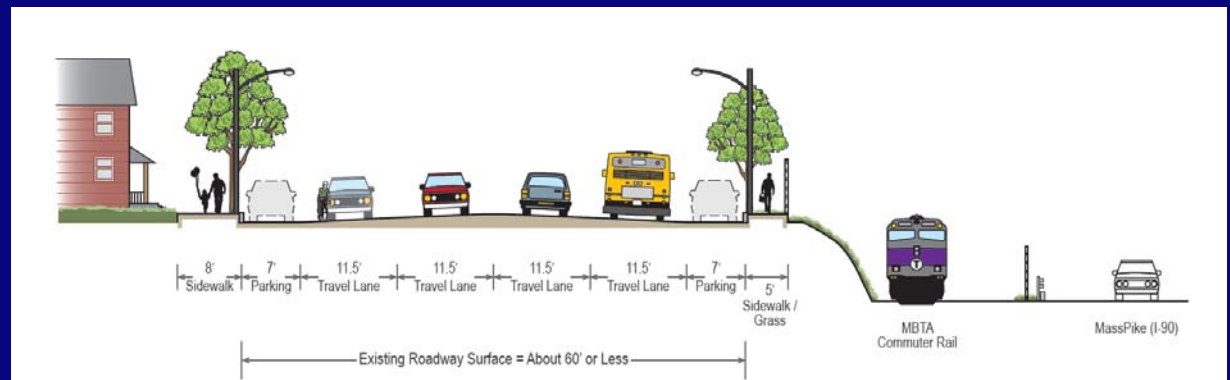 8'
Sidewalk
7'
Parking
11.5'
Travel Lane
11.5'
Travel Lane
11.5'
Travel Lane
11.5'
Travel Lane
7'
Parking
5'
Sidewalk /
Grass
T
MBTA
Commuter Rail
MassPike (I-90)
Existing Roadway Surface = About 60' or Less